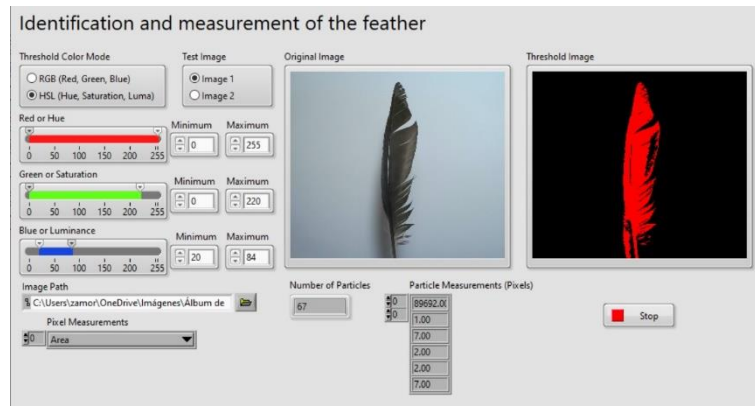 Identification and measurement of the feather
Threshold Color Mode
RGB (Red, Green, Blue)
HSL (Hue, Saturation, Luma)
Test Image
Image 1
Image 2
Original Image
Threshold Image
Red or Hue
0 50 100 150 200 255
Minimum
0
Maximum
255
Green or Saturation
0 50 100 150 200 255
Minimum
0
Maximum
220
Blue or Luminance
0 50 100 150 200 255
Minimum
20
Maximum
84
Image Path
C:\Users\zamor\OneDrive\Imágenes\Álbum de
Pixel Measurements
0
Area
Number of Particles
67
Particle Measurements (Pixels)
0
0
89692.0
1.00
7.00
2.00
2.00
7.00
Stop